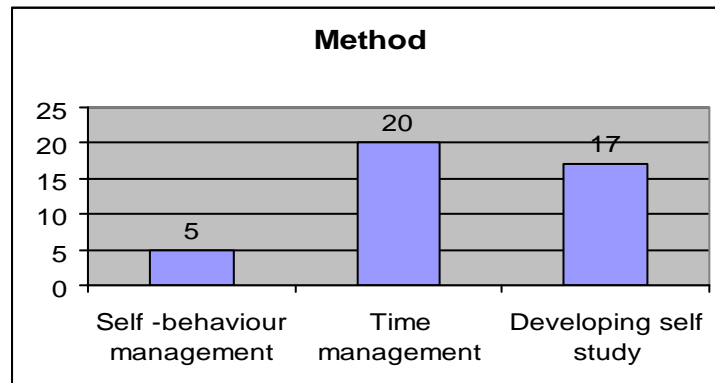 Method
25
20
15
10
5
0
5
20
17
Self -behaviour
management
Time
management
Developing self
study